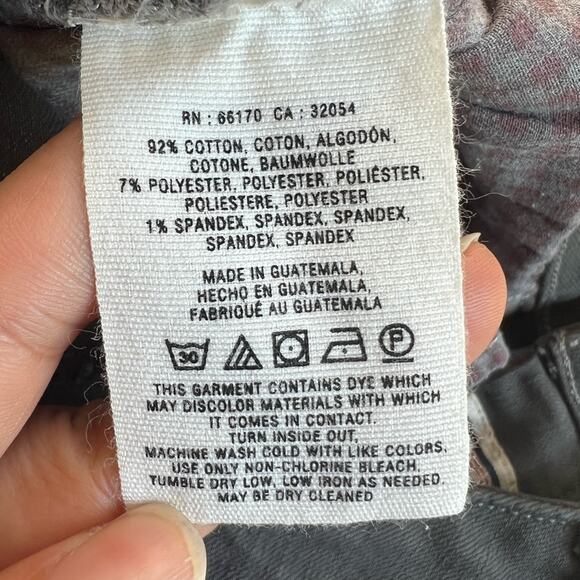 RN : 66170 CA : 32054
92% COTTON, COTON, ALGODÓN,
COTONE, BAUMWOLLE
7% POLYESTER, POLYESTER, POLIÉSTER,
POLIESTERE, POLYESTER
1% SPANDEX, SPANDEX, SPANDEX,
SPANDEX, SPANDEX
MADE IN GUATEMALA,
HECHO EN GUATEMALA,
FABRIQUÉ AU GUATEMALA
30 P
THIS GARMENT CONTAINS DYE WHICH
MAY DISCOLOR MATERIALS WITH WHICH
IT COMES IN CONTACT.
TURN INSIDE OUT,
MACHINE WASH COLD WITH LIKE COLORS,
USE ONLY NON-CHLORINE BLEACH,
TUMBLE DRY LOW, LOW IRON AS NEEDED,
MAY BE DRY CLEANED